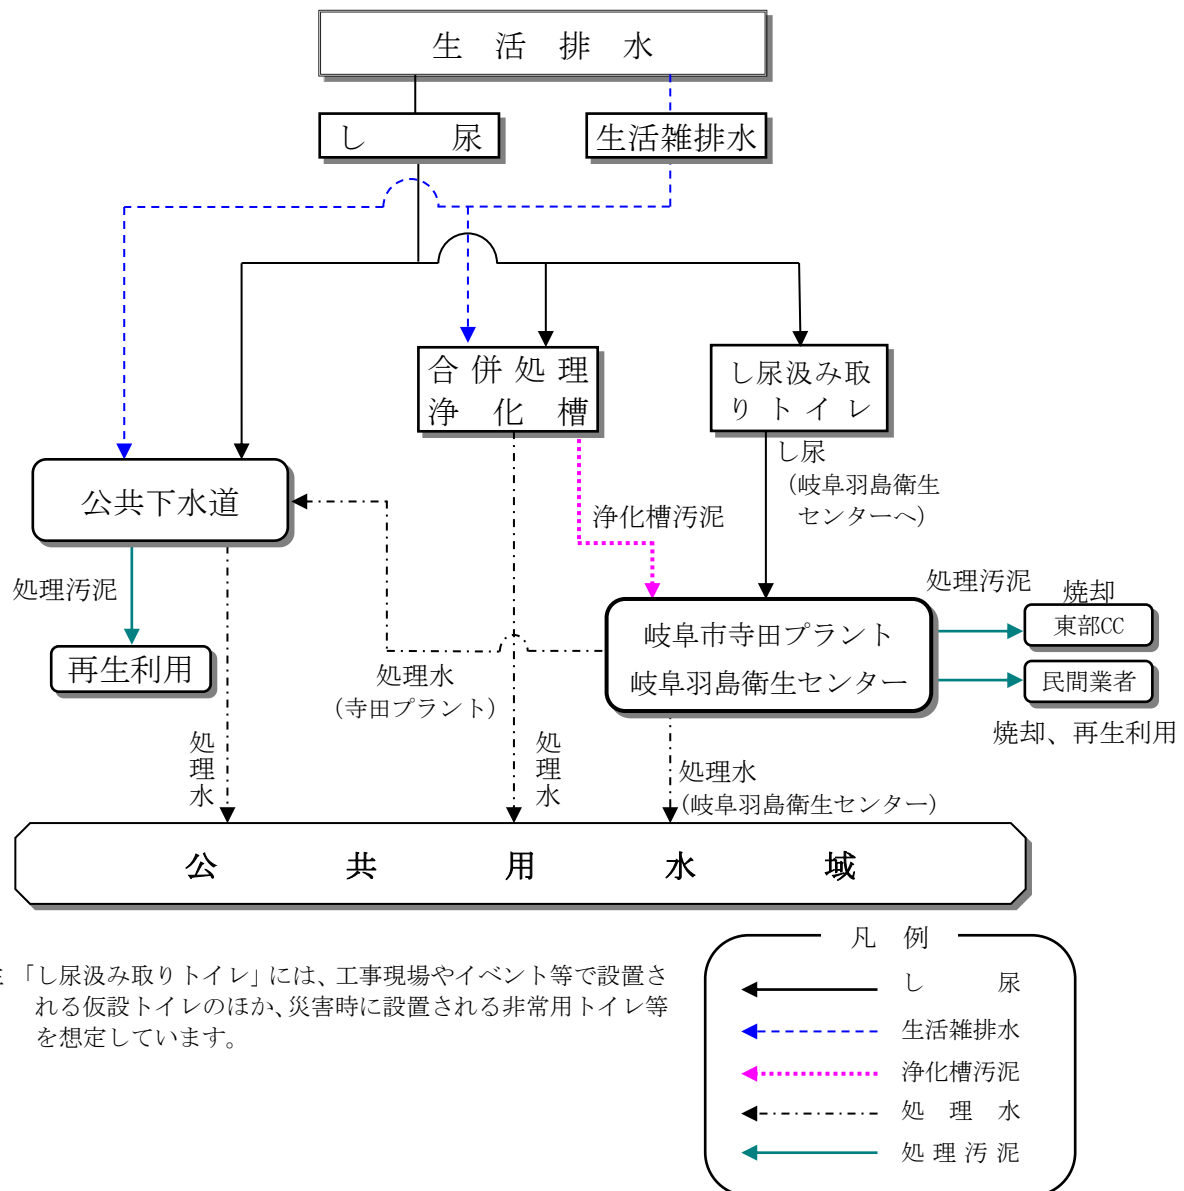 生活排水
し尿
生活雑排水
合併処理
浄化槽
し尿汲み取
りトイレ
し尿
（岐阜羽島衛生
センターへ）
公共下水道
浄化槽汚泥
処理汚泥
処理汚泥
焼却
東部CC
岐阜市寺田プラント
岐阜羽島衛生センター
民間業者
焼却、再生利用
再生利用
処理水
（寺田プラント）
処理水
処理水
処理水
（岐阜羽島衛生センター）
公共用水域
「し尿汲み取りトイレ」には、工事現場やイベント等で設置さ
れる仮設トイレのほか、災害時に設置される非常用トイレ等
を想定しています。
凡例
し尿
生活雑排水
浄化槽汚泥
処理水
処理汚泥